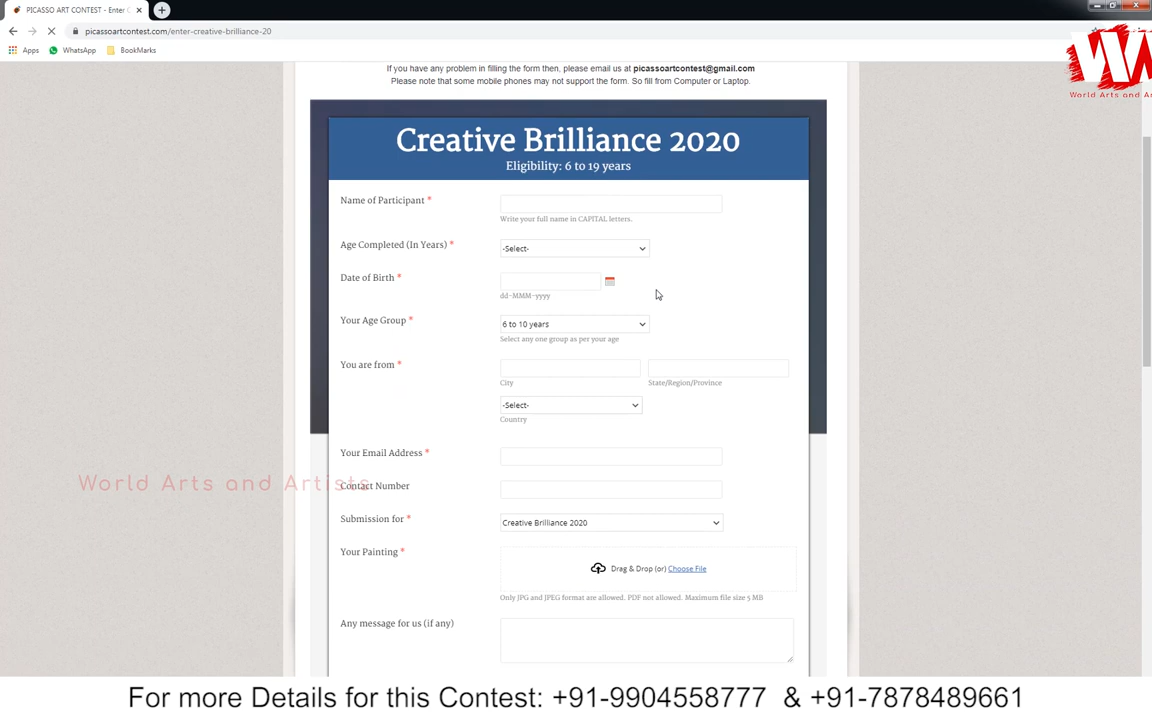 PICASSO ART CONTEST - Enter C
picassoartcontest.com/enter-creative-brilliance-20
Apps WhatsApp BookMarks
World Arts and Ar
If you have any problem in filling the form then, please email us at picassoartcontest@gmail.com
Please note that some mobile phones may not support the form. So fill from Computer or Laptop.
Creative Brilliance 2020
Eligibility: 6 to 19 years
Name of Participant *
Write your full name in CAPITAL letters.
Age Completed (In Years) * -Select-
Date of Birth *
dd-MMM-yyyy
Your Age Group * 6 to 10 years
Select any one group as per your age
You are from *
City State/Region/Province
-Select-
Country
Your Email Address *
World Arts and Artists
Contact Number
Submission for * Creative Brilliance 2020
Your Painting *
Drag & Drop (or) Choose File
Only JPG and JPEG format are allowed. PDF not allowed. Maximum file size 5 MB
Any message for us (if any)
For more Details for this Contest: +91-9904558777 & +91-7878489661